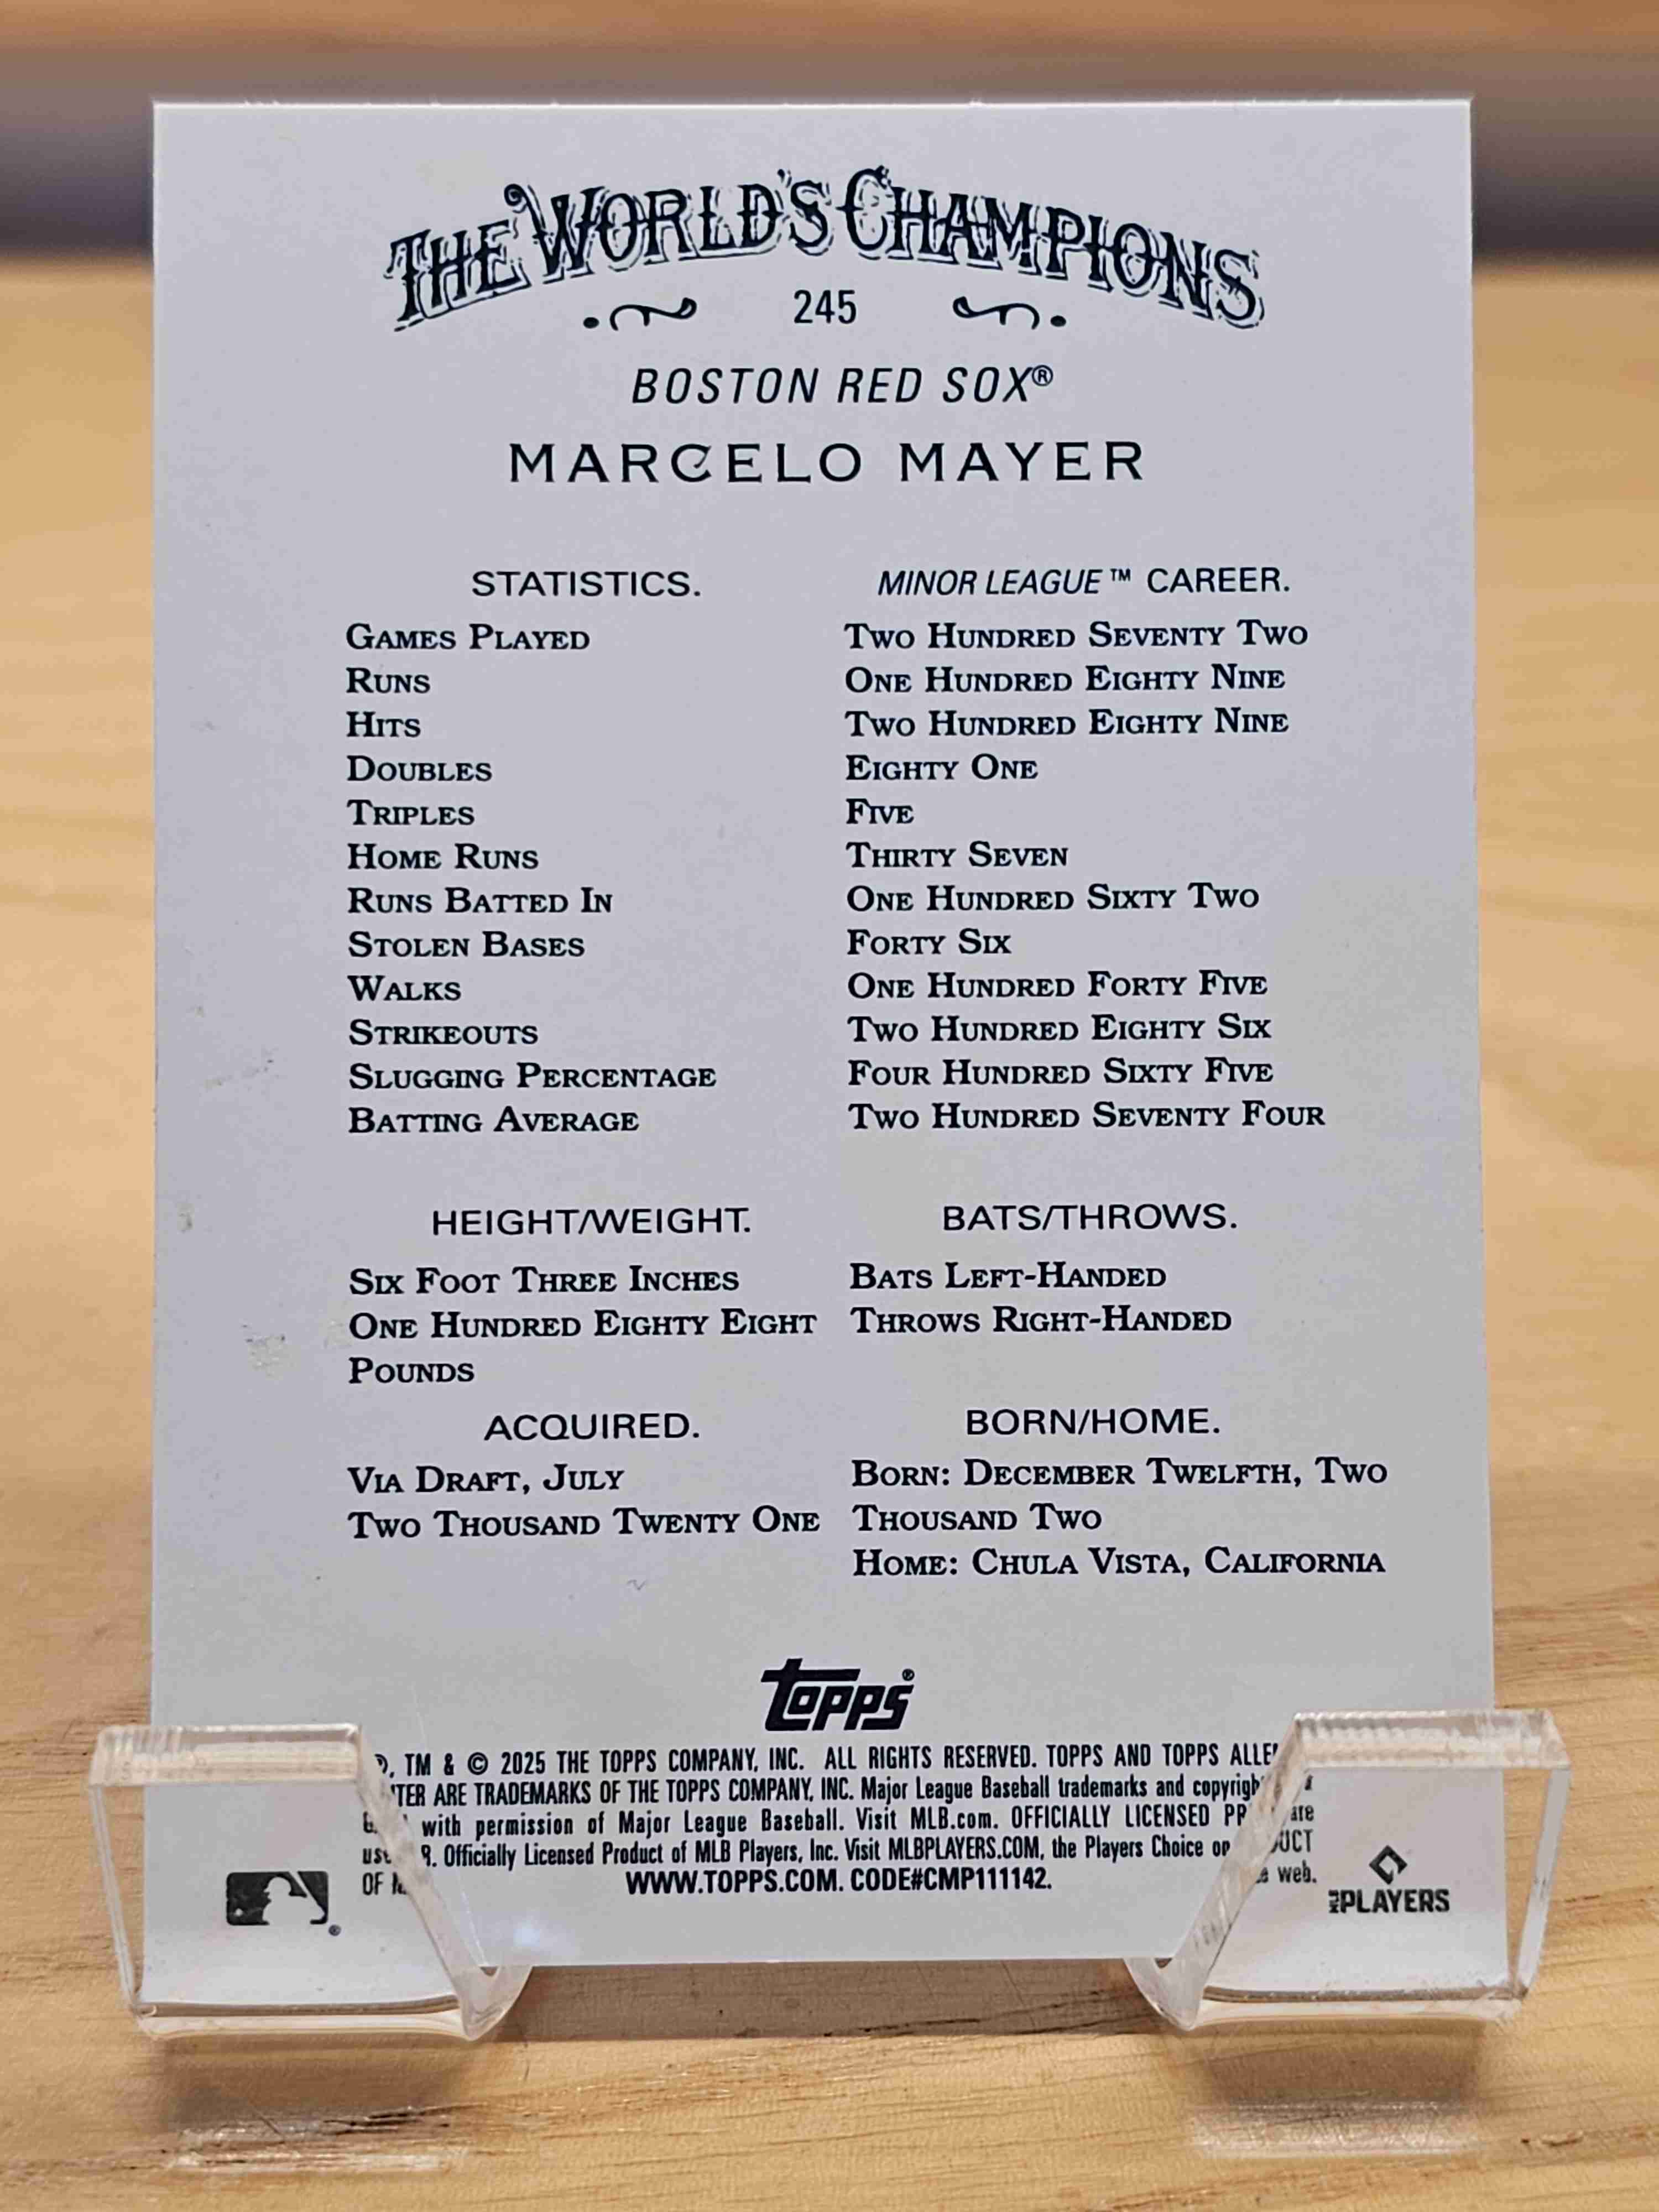 THE WORLD'S CHAMPIONS
245
BOSTON RED SOX®
MARCELO MAYER
STATISTICS. MINOR LEAGUE™ CAREER.
GAMES PLAYED TWO HUNDRED SEVENTY TWO
RUNS ONE HUNDRED EIGHTY NINE
HITS TWO HUNDRED EIGHTY NINE
DOUBLES EIGHTY ONE
TRIPLES FIVE
HOME RUNS THIRTY SEVEN
RUNS BATTED IN ONE HUNDRED SIXTY TWO
STOLEN BASES FORTY SIX
WALKS ONE HUNDRED FORTY FIVE
STRIKEOUTS TWO HUNDRED EIGHTY SIX
SLUGGING PERCENTAGE FOUR HUNDRED SIXTY FIVE
BATTING AVERAGE TWO HUNDRED SEVENTY FOUR
HEIGHT/WEIGHT.
SIX FOOT THREE INCHES
ONE HUNDRED EIGHTY EIGHT
POUNDS
BATS/THROWS.
BATS LEFT-HANDED
THROWS RIGHT-HANDED
ACQUIRED.
VIA DRAFT, JULY
TWO THOUSAND TWENTY ONE
BORN/HOME.
BORN: DECEMBER TWELFTH, TWO
THOUSAND TWO
HOME: CHULA VISTA, CALIFORNIA
topps®
, TM & © 2025 THE TOPPS COMPANY, INC. ALL RIGHTS RESERVED. TOPPS AND TOPPS
ARE TRADEMARKS OF THE TOPPS COMPANY, INC. Major League Baseball trademarks and
with permission of Major League Baseball. Visit MLB.com. OFFICIALLY LICENSED
Officially Licensed Product of MLB Players, Inc. Visit MLBPLAYERS.COM, the Players Choice
OF web.
WWW.TOPPS.COM. CODE#CMP111142.
MLB PLAYERS